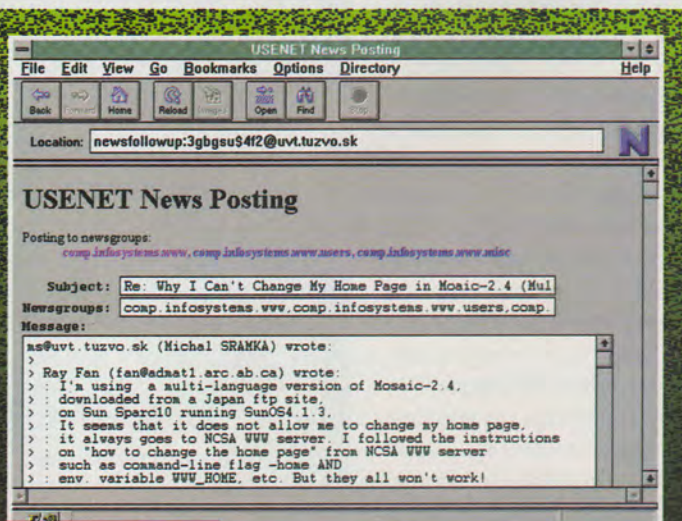 USENET News Posting
File Edit View Go Bookmarks Options Directory Help
Back Forward Home Reload Images Open Find Stop
Location: newsfollowup:3gbgsu$4f2@uvt.tuzvo.sk
N
USENET News Posting
Posting to newsgroups:
comp.infosystems.www, comp.infosystems.www.users, comp.infosystems.www.misc
Subject: Re: Why I Can't Change My Home Page in Moaic-2.4 (Mul
Newsgroups: comp.infosystems.www,comp.infosystems.www.users,comp.
Message:
ms@uvt.tuzvo.sk (Michal SRAMKA) wrote:
>
> Ray Fan (fan@admat1.arc.ab.ca) wrote:
> : I'm using a multi-language version of Mosaic-2.4,
> : downloaded from a Japan ftp site,
> : on Sun Sparc10 running SunOS4.1.3.
> : It seems that it does not allow me to change my home page,
> : it always goes to NCSA WWW server. I followed the instructions
> : on "how to change the home page" from NCSA WWW server
> : such as command-line flag -home AND
> : env. variable WWW_HOME, etc. But they all won't work!